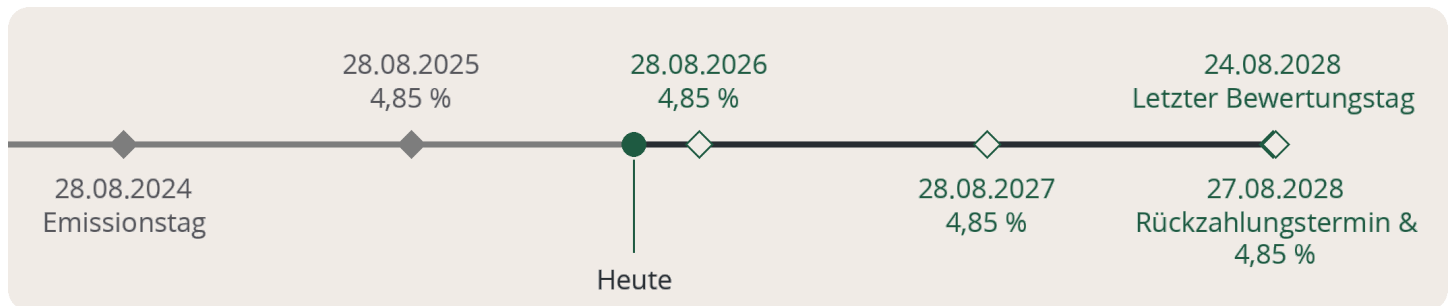 28.08.2025
4,85 %
28.08.2026
4,85 %
24.08.2028
Letzter Bewertungstag
28.08.2024
Emissionstag
28.08.2027
4,85 %
27.08.2028
Rückzahlungstermin &
4,85 %
Heute